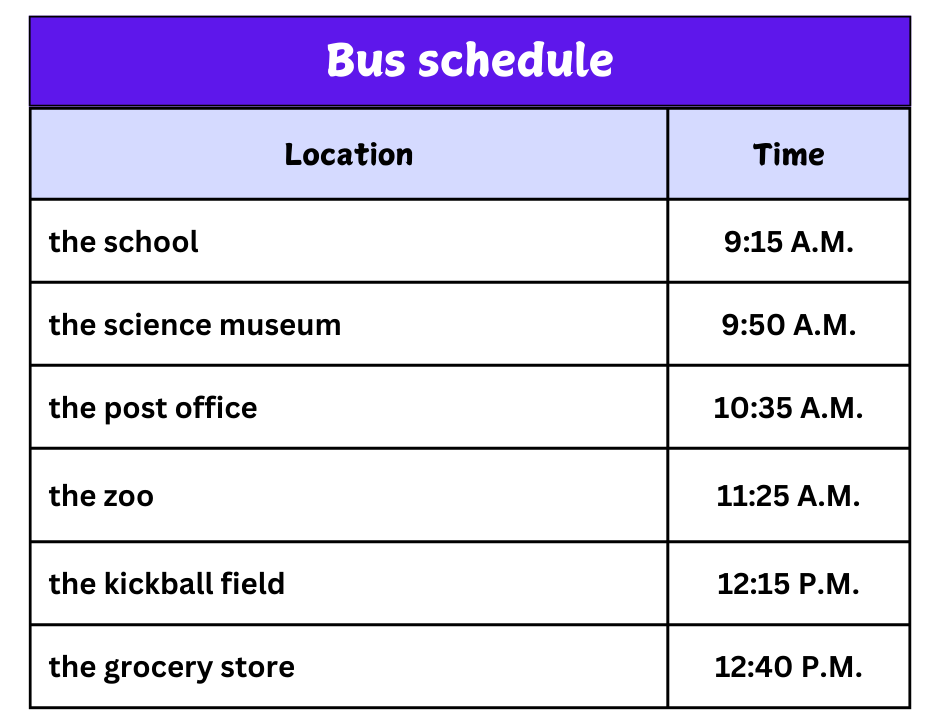 Bus schedule
Location Time
the school 9:15 A.M.
the science museum 9:50 A.M.
the post office 10:35 A.M.
the zoo 11:25 A.M.
the kickball field 12:15 P.M.
the grocery store 12:40 P.M.